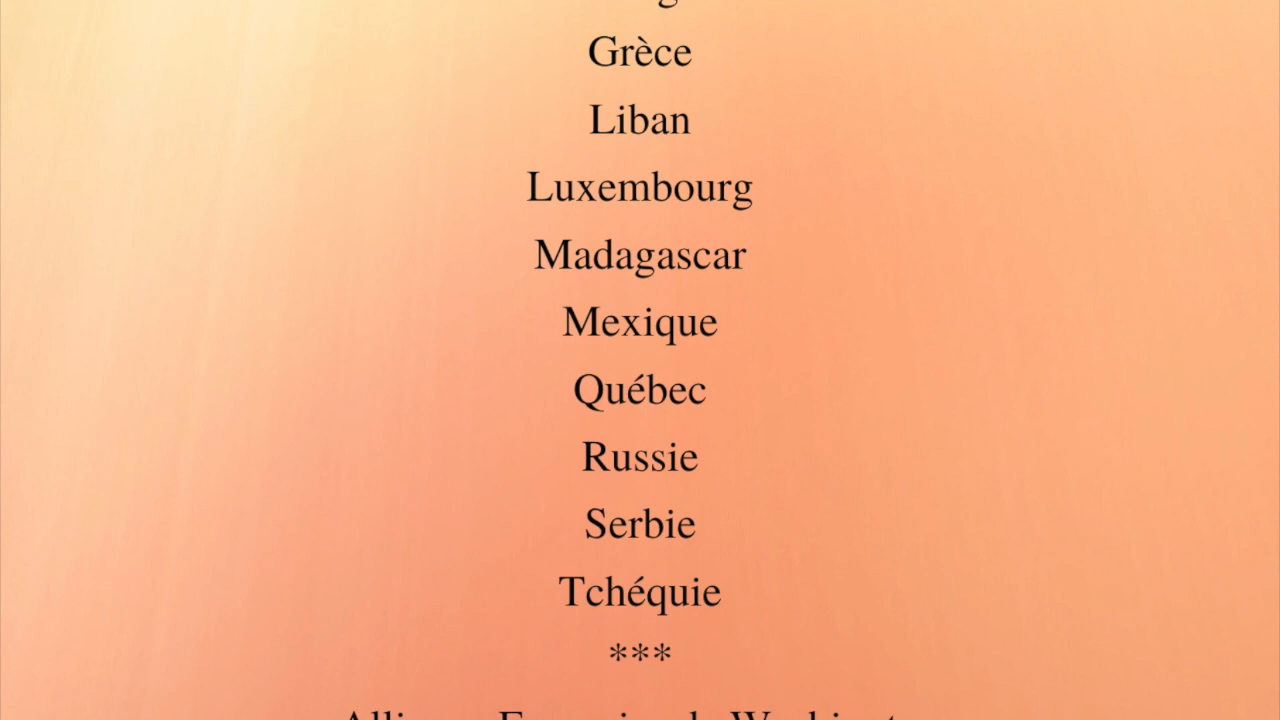 Grèce
Liban
Luxembourg
Madagascar
Mexique
Québec
Russie
Serbie
Tchéquie
***